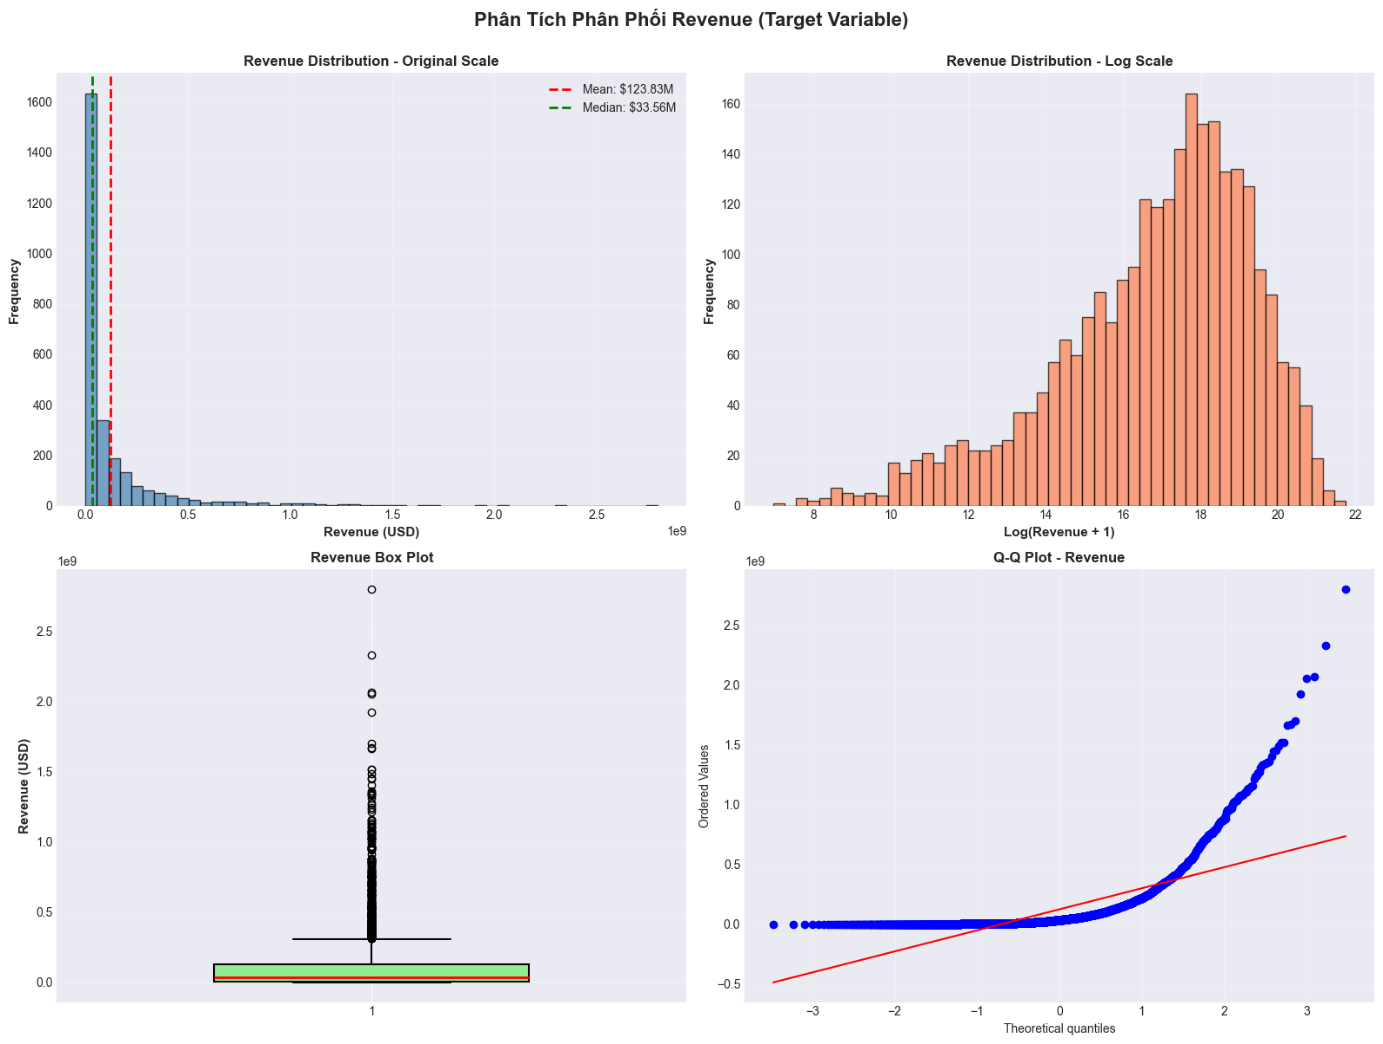 Phân Tích Phân Phối Revenue (Target Variable)
Revenue Distribution - Original Scale
Mean: $123.83M
Median: $33.56M
Frequency
1600
1400
1200
1000
800
600
400
200
0
0.0 0.5 1.0 1.5 2.0 2.5
Revenue (USD)
1e9
Revenue Distribution - Log Scale
Frequency
160
140
120
100
80
60
40
20
0
8 10 12 14 16 18 20 22
Log(Revenue + 1)
Revenue Box Plot
1e9
Revenue (USD)
2.5
2.0
1.5
1.0
0.5
0.0
1
Q-Q Plot - Revenue
1e9
Ordered Values
2.5
2.0
1.5
1.0
0.5
0.0
−0.5
−3 −2 −1 0 1 2 3
Theoretical quantiles